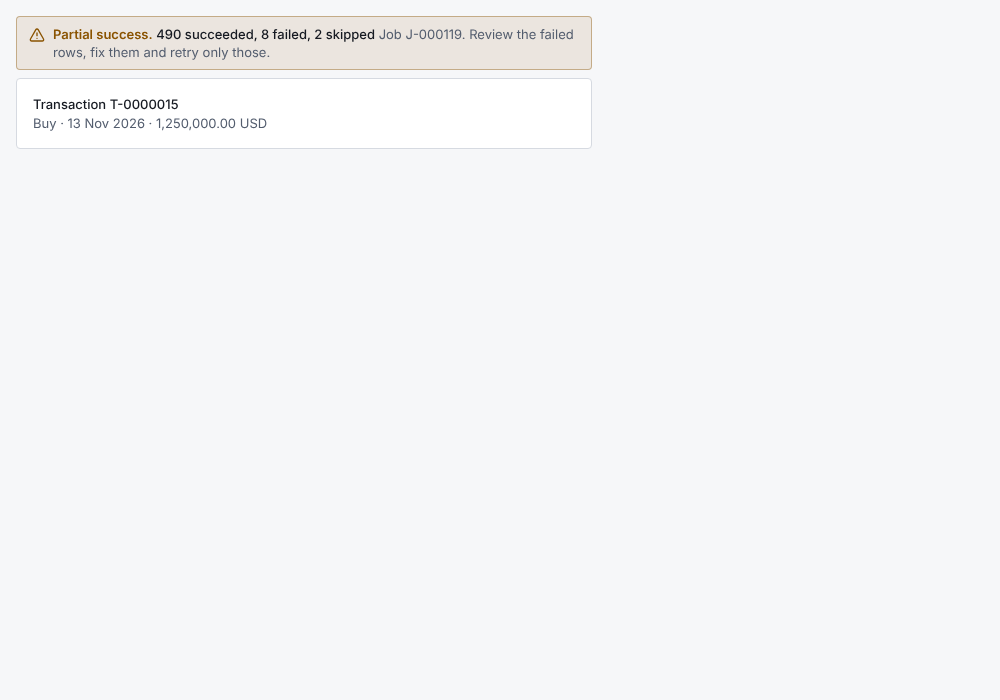 Partial success. 490 succeeded, 8 failed, 2 skipped Job J-000119. Review the failed
rows, fix them and retry only those.
Transaction T-0000015
Buy · 13 Nov 2026 · 1,250,000.00 USD